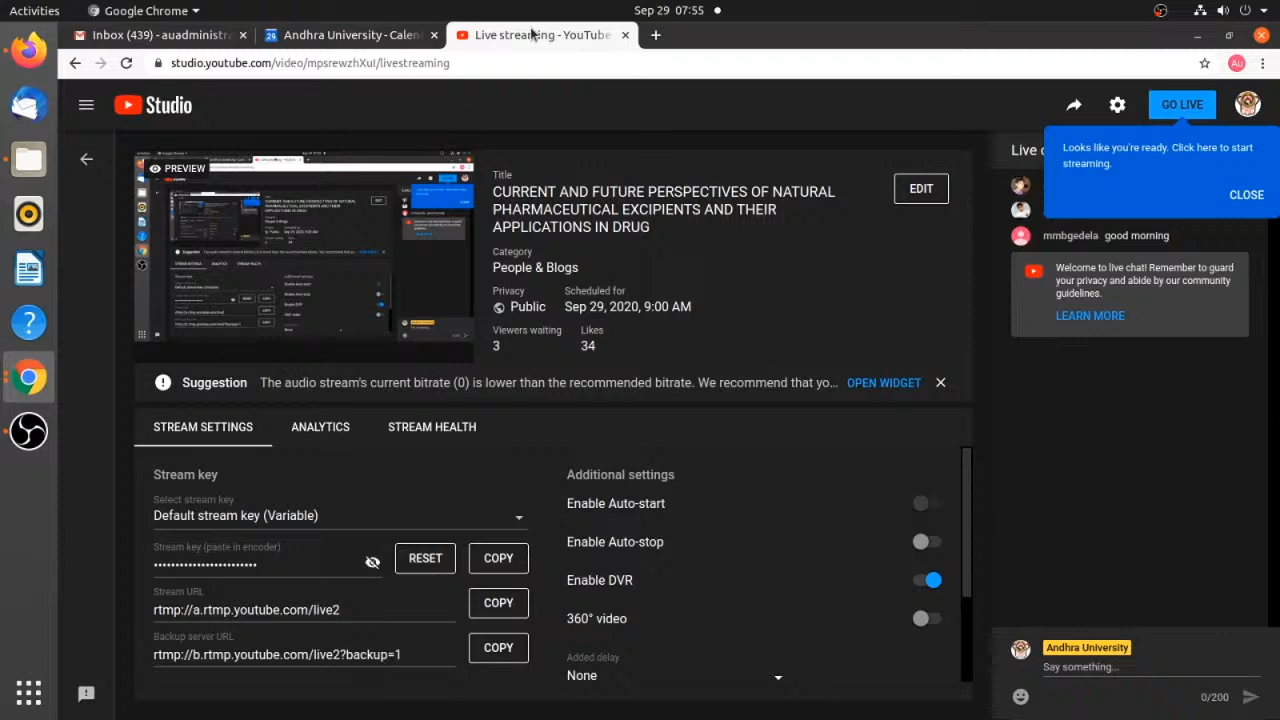 Activities
Google Chrome
Sep 29 07:55
Inbox (439) - auadministra
Andhra University - Calen
Live streaming - YouTube
studio.youtube.com/video/mpsrewzhXuI/livestreaming
Au
Studio
GO LIVE
Looks like you're ready. Click here to start
streaming.
CLOSE
PREVIEW
Title
CURRENT AND FUTURE PERSPECTIVES OF NATURAL
PHARMACEUTICAL EXCIPIENTS AND THEIR
APPLICATIONS IN DRUG
EDIT
Category
People & Blogs
Privacy
Public
Scheduled for
Sep 29, 2020, 9:00 AM
Viewers waiting
3
Likes
34
Live c
mmbgedela good morning
Welcome to live chat! Remember to guard
your privacy and abide by our community
guidelines.
LEARN MORE
Suggestion The audio stream's current bitrate (0) is lower than the recommended bitrate. We recommend that yo... OPEN WIDGET
STREAM SETTINGS
ANALYTICS
STREAM HEALTH
Stream key
Select stream key
Default stream key (Variable)
Stream key (paste in encoder)
RESET
COPY
Stream URL
rtmp://a.rtmp.youtube.com/live2
COPY
Backup server URL
rtmp://b.rtmp.youtube.com/live2?backup=1
COPY
Additional settings
Enable Auto-start
Enable Auto-stop
Enable DVR
360° video
Added delay
None
Andhra University
Say something...
0/200